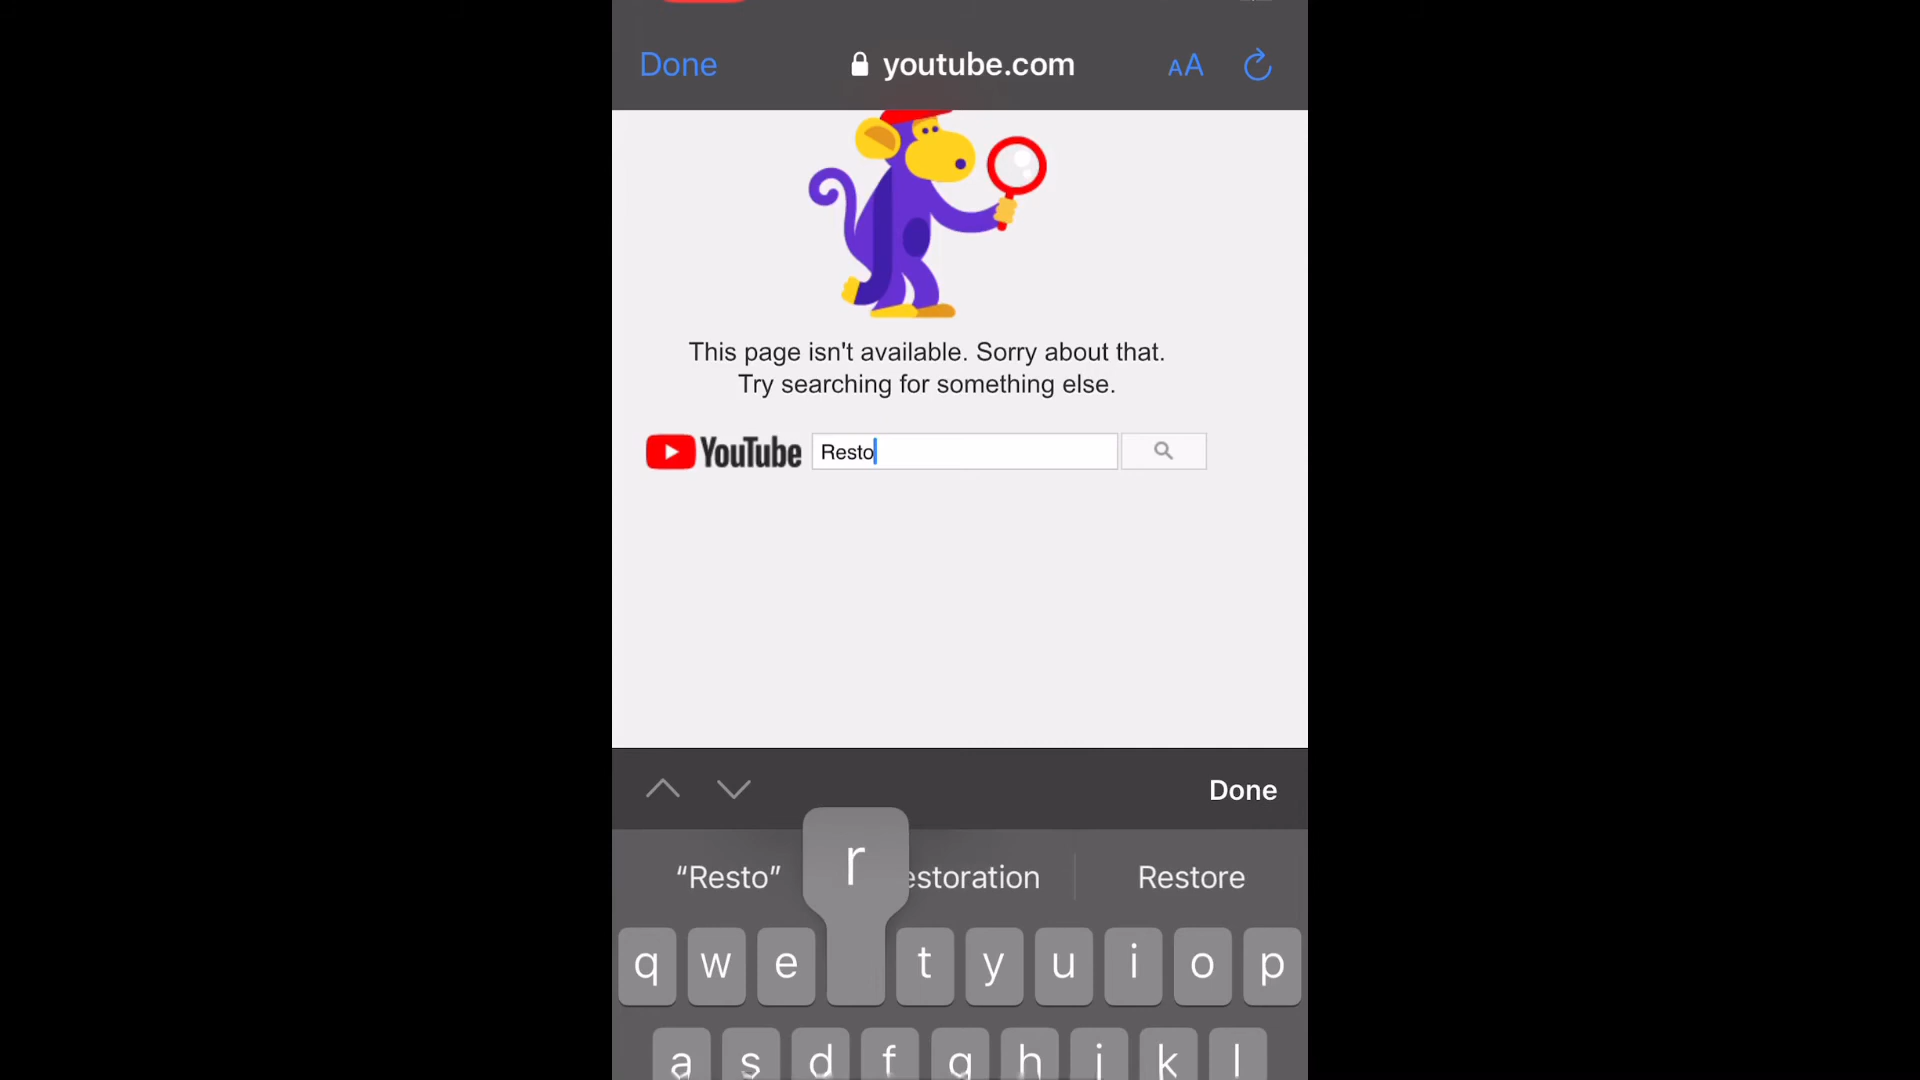 Done youtube.com AA
This page isn't available. Sorry about that.
Try searching for something else.
YouTube Resto
Done
“Resto” estoration Restore
r
q w e t y u i o p
a s d f g h j k l